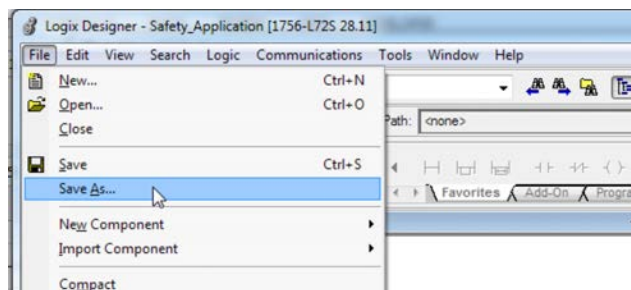 Logix Designer - Safety_Application [1756-L72S 28.11]
File Edit View Search Logic Communications Tools Window Help
New... Ctrl+N
Open... Ctrl+O
Path: <none>
Close
Save Ctrl+S
Save As...
Favorites Add-On Progra
New Component
Import Component
Compact